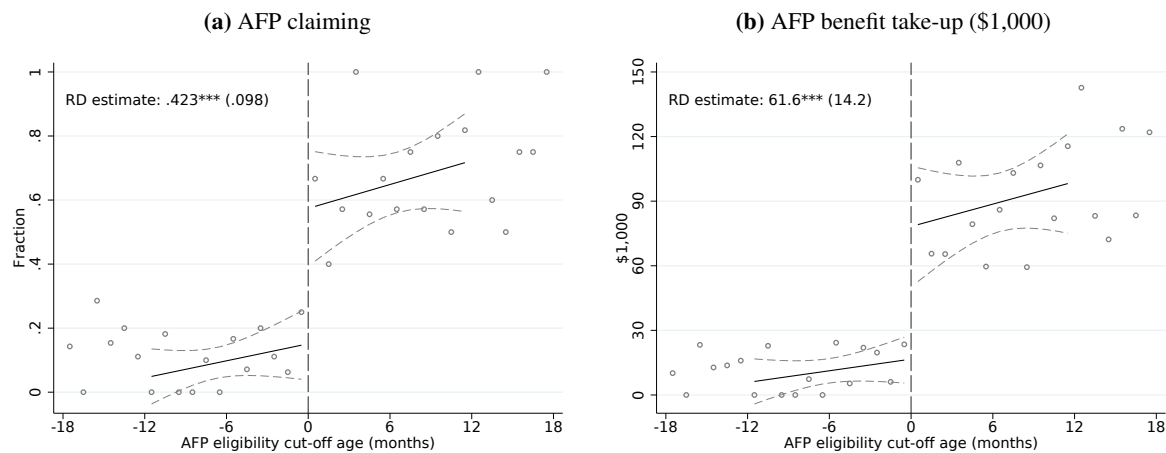 (a) AFP claiming
RD estimate: .423*** (.098)
Fraction
1
.8
.6
.4
.2
0
-18 -12 -6 0 6 12 18
AFP eligibility cut-off age (months)
(b) AFP benefit take-up ($1,000)
RD estimate: 61.6*** (14.2)
$1,000
150
120
90
60
30
0
-18 -12 -6 0 6 12 18
AFP eligibility cut-off age (months)